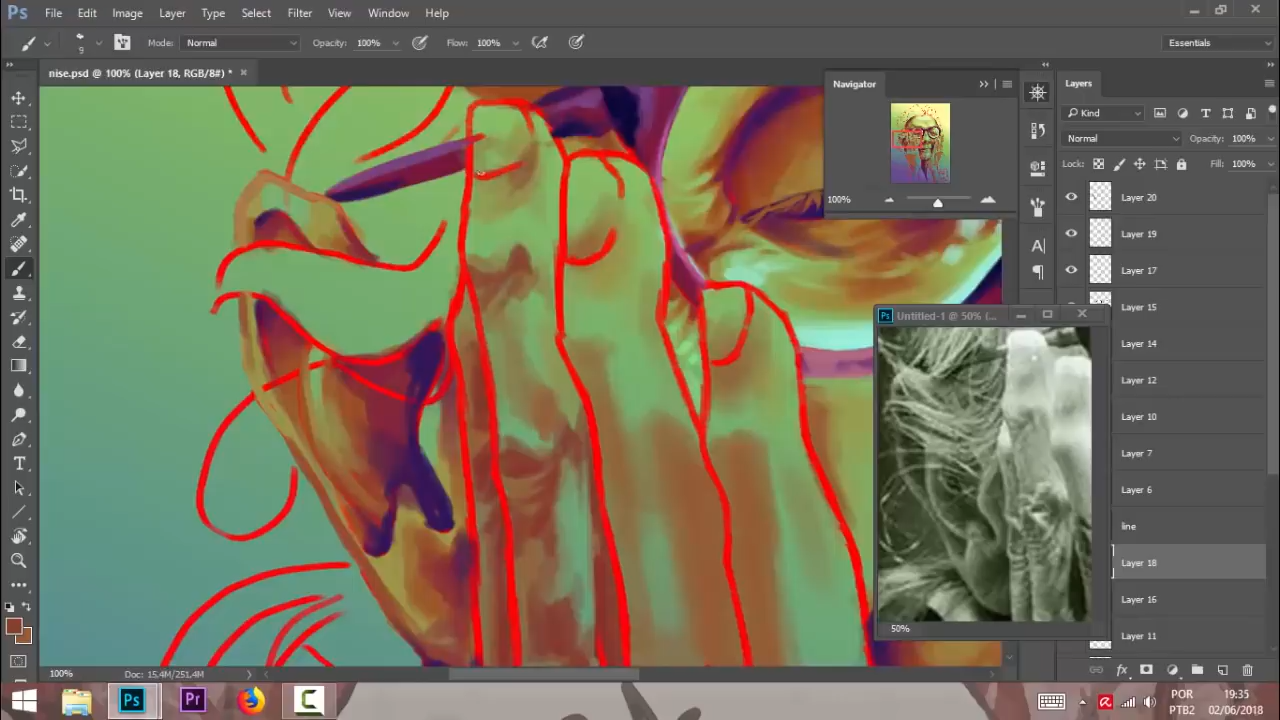 Ps File Edit Image Layer Type Select Filter View Window Help
9 Mode: Normal Opacity: 100% Flow: 100% Essentials
nise.psd @ 100% (Layer 18, RGB/8#) *
Navigator
100%
Layers
Kind
Normal Opacity: 100%
Lock: Fill: 100%
Layer 20
Layer 19
Layer 17
Layer 15
Layer 14
Layer 12
Layer 10
Layer 7
Layer 6
line
Layer 18
Layer 16
Layer 11
Ps Untitled-1 @ 50% (...
50%
100% Doc: 15,4M/251,4M
Ps Pr
POR 19:35
PTB2 02/06/2018